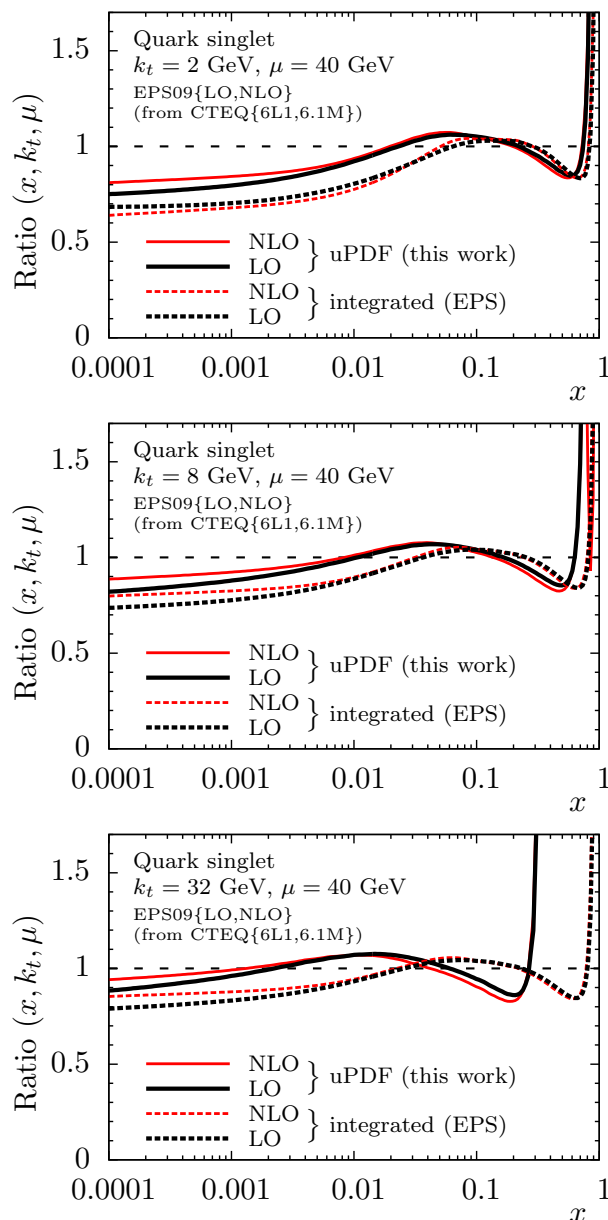 1.5
Quark singlet
k_t = 2 GeV, μ = 40 GeV
EPS09{LO,NLO}
(from CTEQ{6L1,6.1M})
1
Ratio (x, k_t, μ)
0.5
NLO
LO
} uPDF (this work)
NLO
LO
} integrated (EPS)
0
0.0001 0.001 0.01 0.1 1
x
1.5
Quark singlet
k_t = 8 GeV, μ = 40 GeV
EPS09{LO,NLO}
(from CTEQ{6L1,6.1M})
1
Ratio (x, k_t, μ)
0.5
NLO
LO
} uPDF (this work)
NLO
LO
} integrated (EPS)
0
0.0001 0.001 0.01 0.1 1
x
1.5
Quark singlet
k_t = 32 GeV, μ = 40 GeV
EPS09{LO,NLO}
(from CTEQ{6L1,6.1M})
1
Ratio (x, k_t, μ)
0.5
NLO
LO
} uPDF (this work)
NLO
LO
} integrated (EPS)
0
0.0001 0.001 0.01 0.1 1
x